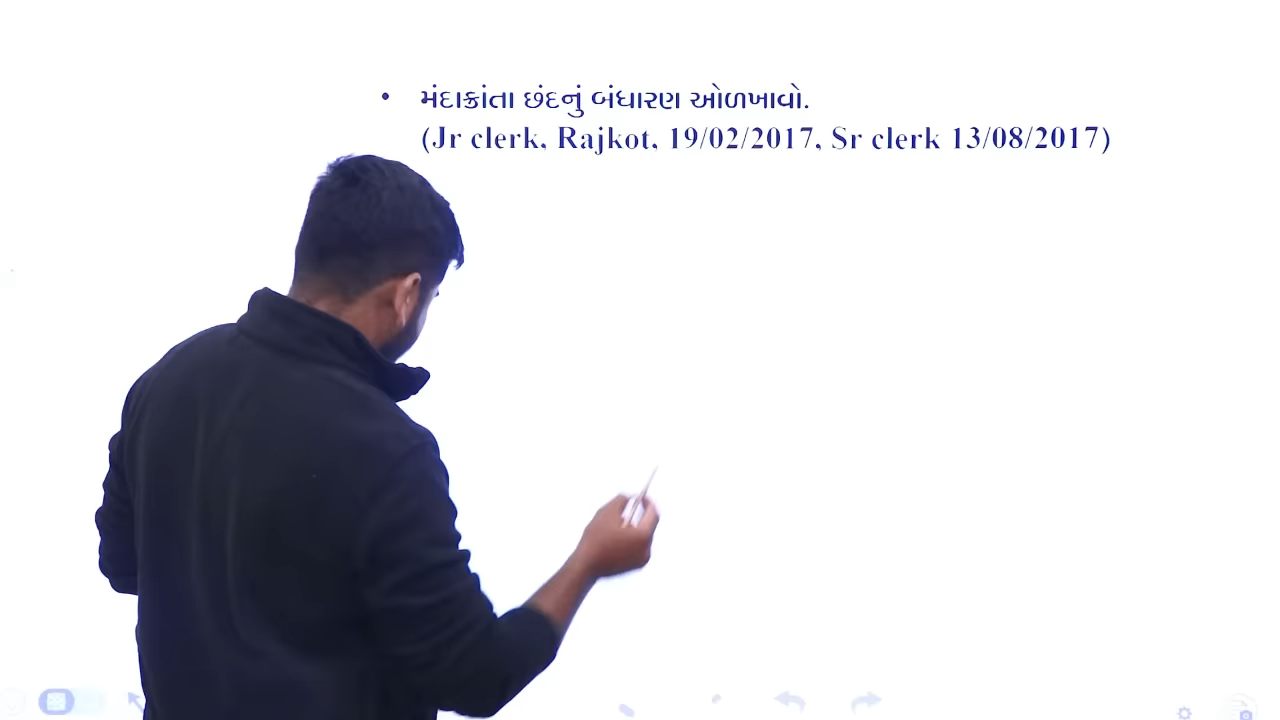 • મંદાક્રાંતા છંદનું બંધારણ ઓળખાવો.
(Jr clerk, Rajkot, 19/02/2017, Sr clerk 13/08/2017)